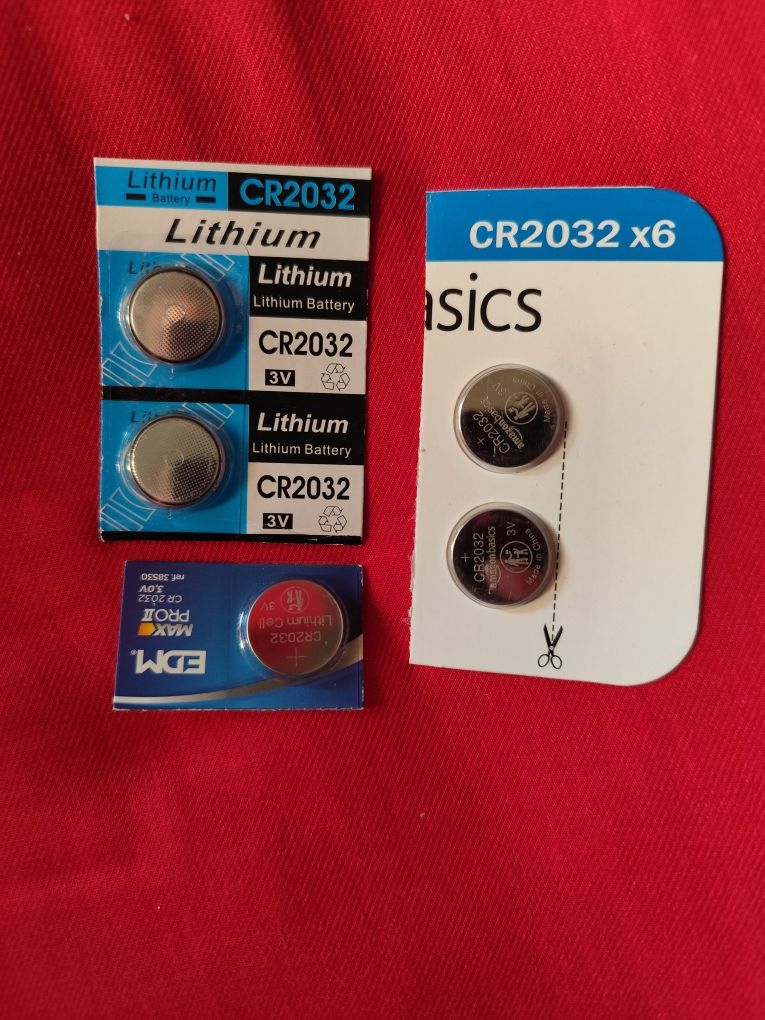 Lithium
Battery
CR2032
Lithium
Lithium
Lithium Battery
CR2032
3V
Lithium
Lithium Battery
CR2032
3V
EDM®
MAX
PRO II
3,0V
CR 2032
ref. 38530
+
CR2032
Lithium Cell
3V
CR2032 x6
asics
+
CR2032
amazonbasics
3V
Made in China
+
CR2032
amazonbasics
3V
Made in China